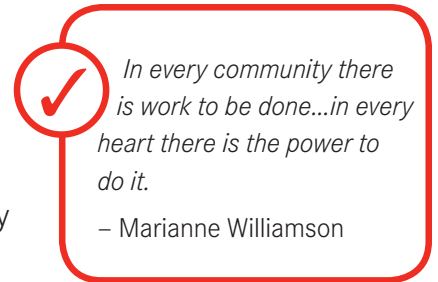 In every community there
is work to be done...in every
heart there is the power to
do it.
– Marianne Williamson